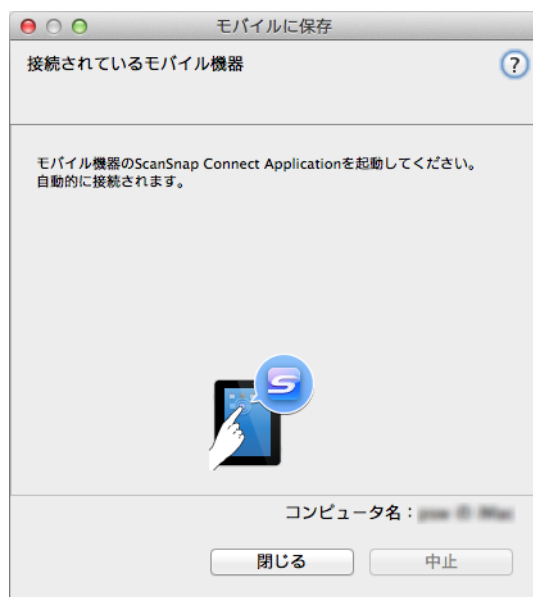 モバイルに保存
接続されているモバイル機器
?
モバイル機器のScanSnap Connect Applicationを起動してください。
自動的に接続されます。
S
コンピュータ名：
閉じる
中止